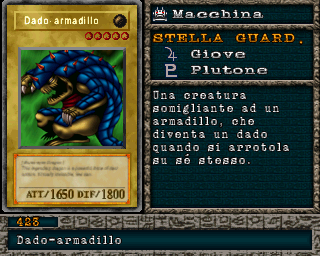 Dado-armadillo
ATT/1650 DIF/1800
Macchina
STELLA GUARD.
♃ Giove
♇ Plutone
Una creatura
somigliante ad un
armadillo, che
diventa un dado
quando si arrotola
su sé stesso.
423
Dado-armadillo